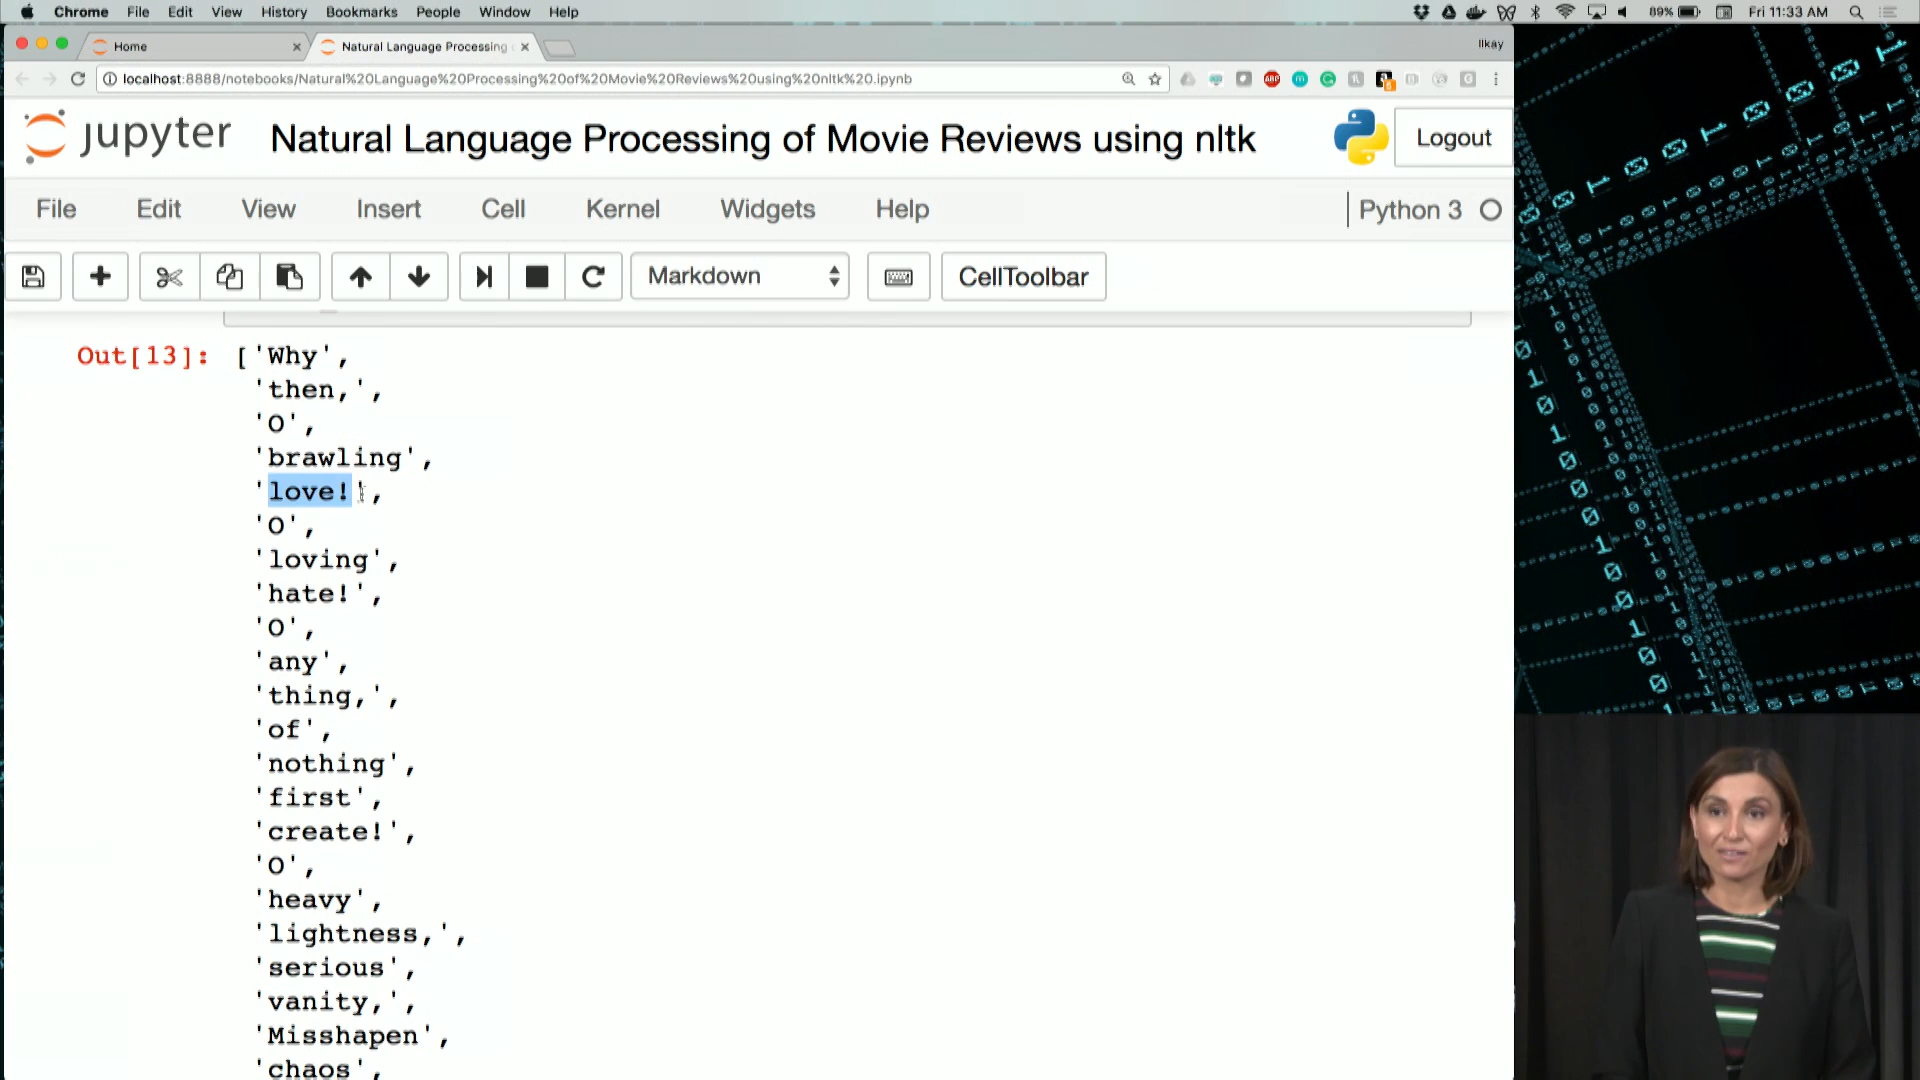 Chrome File Edit View History Bookmarks People Window Help 89% Fri 11:33 AM
Home Natural Language Processing
Ilkay
localhost:8888/notebooks/Natural%20Language%20Processing%20of%20Movie%20Reviews%20using%20nltk%20.ipynb
jupyter Natural Language Processing of Movie Reviews using nltk Logout
File Edit View Insert Cell Kernel Widgets Help Python 3
Markdown CellToolbar
Out[13]: ['Why',
'then,',
'O',
'brawling',
'love!',
'O',
'loving',
'hate!',
'O',
'any',
'thing,',
'of',
'nothing',
'first',
'create!',
'O',
'heavy',
'lightness,',
'serious',
'vanity,',
'Misshapen',
'chaos',